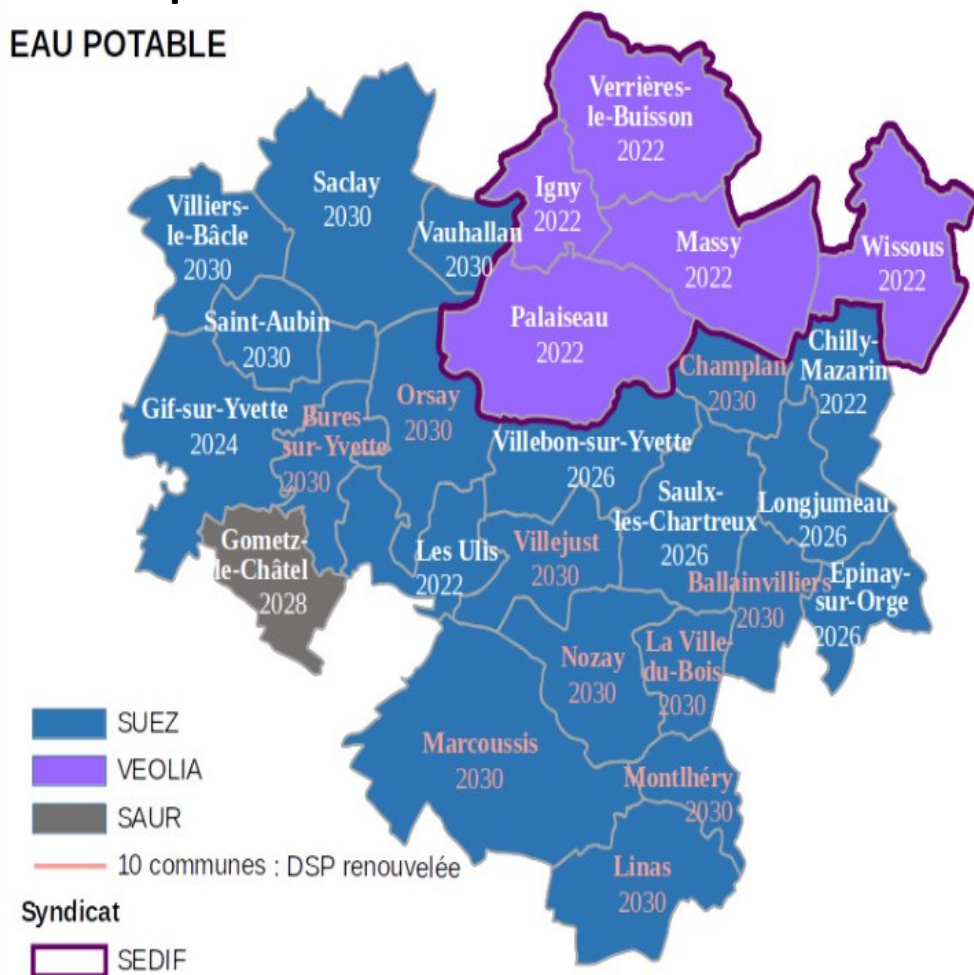 EAU POTABLE
Verrières-
le-Buisson
2022
Saclay
2030
Igny
2022
Villiers-
le-Bâcle
2030
Vauhallan
2030
Massy
2022
Wissous
2022
Saint-Aubin
2030
Palaiseau
2022
Chilly-
Mazarin
2022
Champlan
2030
Orsay
2030
Gif-sur-Yvette
2024
Bures-
sur-Yvette
2030
Villebon-sur-Yvette
2026
Saulx-
les-Chartreux
2026
Longjumeau
2026
Gometz-
le-Châtel
2028
Les Ulis
2022
Villejust
2030
Ballainvilliers
2030
Epinay-
sur-Orge
2026
Nozay
2030
La Ville-
du-Bois
2030
Marcoussis
2030
Montlhéry
2030
Linas
2030
SUEZ
VEOLIA
SAUR
10 communes : DSP renouvelée
Syndicat
SEDIF